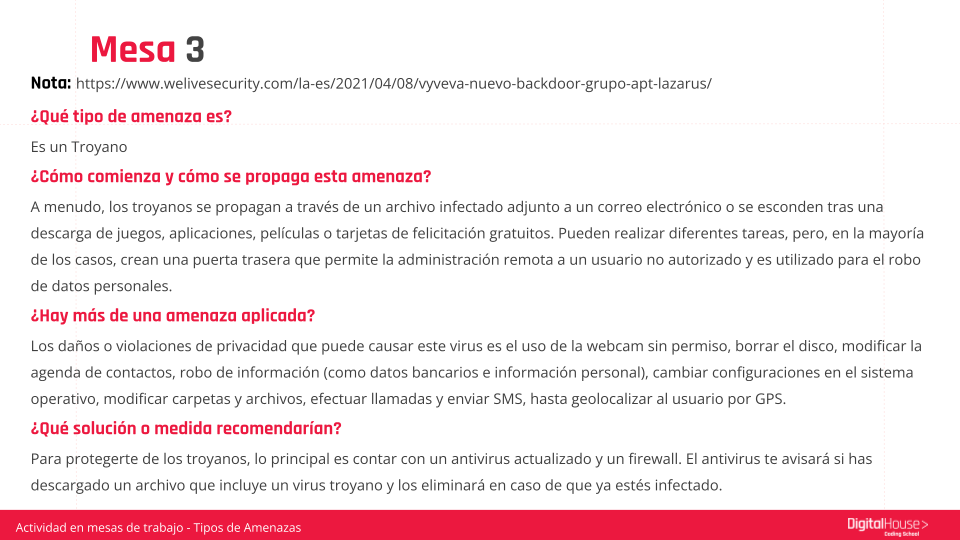 Mesa 3
Nota: https://www.welivesecurity.com/la-es/2021/04/08/vyveva-nuevo-backdoor-grupo-apt-lazarus/
¿Qué tipo de amenaza es?
Es un Troyano
¿Cómo comienza y cómo se propaga esta amenaza?
A menudo, los troyanos se propagan a través de un archivo infectado adjunto a un correo electrónico o se esconden tras una
descarga de juegos, aplicaciones, películas o tarjetas de felicitación gratuitos. Pueden realizar diferentes tareas, pero, en la mayoría
de los casos, crean una puerta trasera que permite la administración remota a un usuario no autorizado y es utilizado para el robo
de datos personales.
¿Hay más de una amenaza aplicada?
Los daños o violaciones de privacidad que puede causar este virus es el uso de la webcam sin permiso, borrar el disco, modificar la
agenda de contactos, robo de información (como datos bancarios e información personal), cambiar configuraciones en el sistema
operativo, modificar carpetas y archivos, efectuar llamadas y enviar SMS, hasta geolocalizar al usuario por GPS.
¿Qué solución o medida recomendarían?
Para protegerte de los troyanos, lo principal es contar con un antivirus actualizado y un firewall. El antivirus te avisará si has
descargado un archivo que incluye un virus troyano y los eliminará en caso de que ya estés infectado.
Actividad en mesas de trabajo - Tipos de Amenazas
DigitalHouse>
Coding School